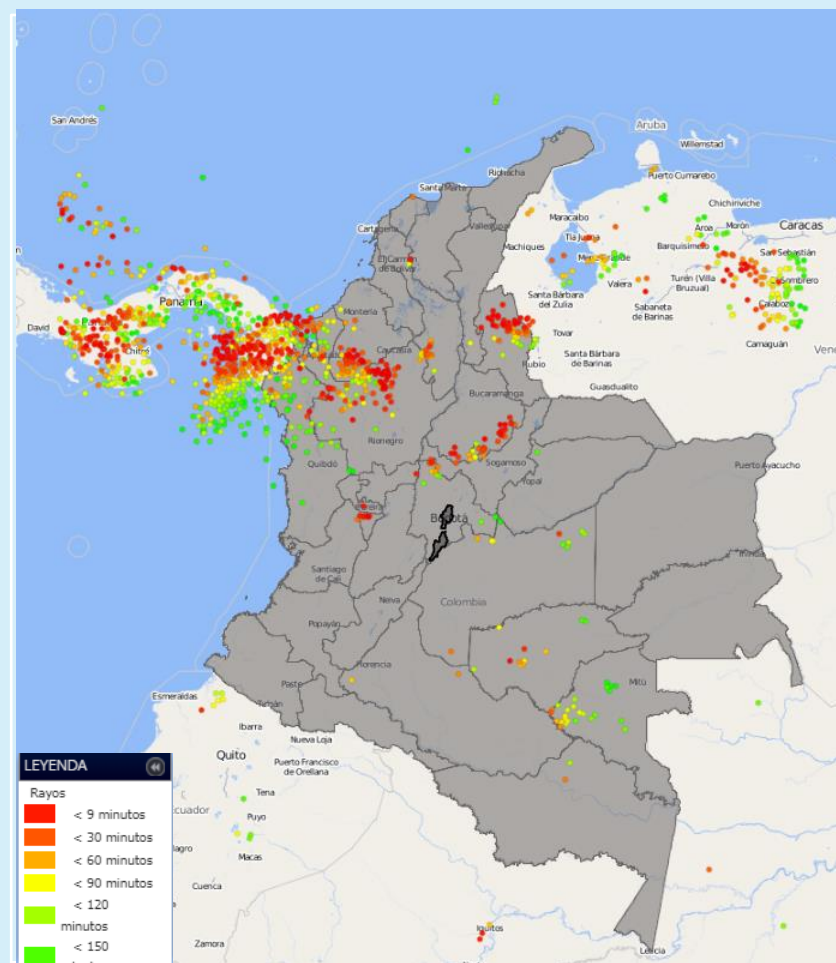 San Andrés
Aruba
Willemstad
Puerto Cumarebo
Riohacha
Santa Marta
Chichiriviche
Maracaibo
Cartagena
Valledupar
Caracas
Aroa
Morón
Tía Juana
Machiques
Barquisimeto
San Sebastián
El Carmen
de Bolívar
Panamá
Turén (Villa
Bruzual)
Santa Bárbara
del Zulia
Valera
Sabaneta
de Barinas
Calabozo
Montería
David
Tovar
Camaguán
Chitré
Caucasia
Santa Bárbara
de Barinas
Rubio
Guasdualito
Bucaramanga
Rionegro
Quibdó
Sogamoso
Puerto Ayacucho
Yopal
Bogotá
Santiago
de Cali
Neiva
Colombia
Popayán
Florencia
Mitú
Pasto
Esmeraldas
Ibarra
Nueva Loja
Quito
Puerto Francisco
de Orellana
LEYENDA
Rayos
< 9 minutos
< 30 minutos
< 60 minutos
< 90 minutos
< 120
minutos
< 150
Tena
Puyo
Macas
Cuenca
Zamora
Iquitos
Leticia